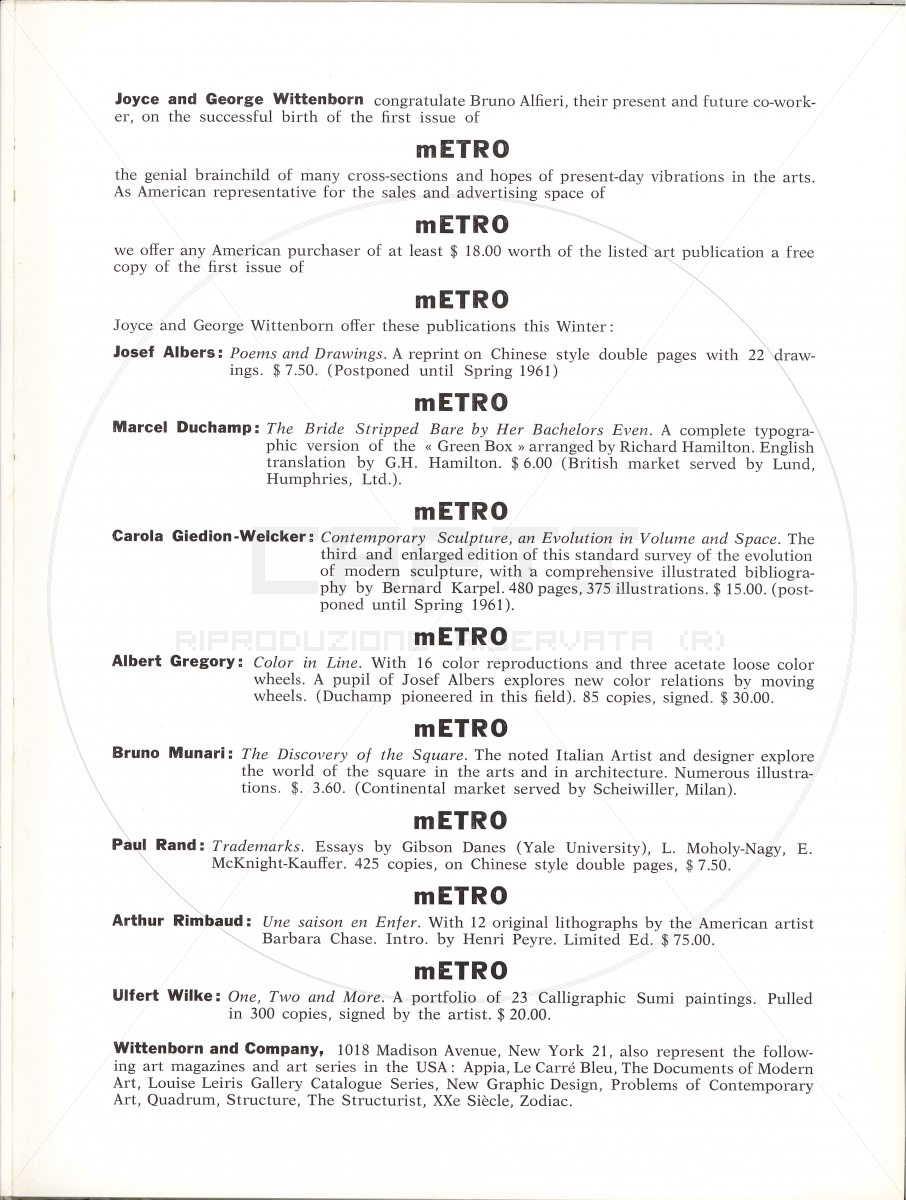 Joyce and George Wittenborn congratulate Bruno Alfieri, their present and future co-work-
er, on the successful birth of the first issue of
mETRO
the genial brainchild of many cross-sections and hopes of present-day vibrations in the arts.
As American representative for the sales and advertising space of
mETRO
we offer any American purchaser of at least $ 18.00 worth of the listed art publication a free
copy of the first issue of
mETRO
Joyce and George Wittenborn offer these publications this Winter :
Josef Albers : Poems and Drawings. A reprint on Chinese style double pages with 22 draw-
ings. $ 7.50. (Postponed until Spring 1961)
mETRO
Marcel Duchamp : The Bride Stripped Bare by Her Bachelors Even. A complete typogra-
phic version of the « Green Box » arranged by Richard Hamilton. English
translation by G.H. Hamilton. $ 6.00 (British market served by Lund,
Humphries, Ltd.).
mETRO
Carola Giedion-Welcker : Contemporary Sculpture, an Evolution in Volume and Space. The
third and enlarged edition of this standard survey of the evolution
of modern sculpture, with a comprehensive illustrated bibliogra-
phy by Bernard Karpel. 480 pages, 375 illustrations. $ 15.00. (post-
poned until Spring 1961).
mETRO
RIPRODUZIONE RISERVATA (R)
Albert Gregory : Color in Line. With 16 color reproductions and three acetate loose color
wheels. A pupil of Josef Albers explores new color relations by moving
wheels. (Duchamp pioneered in this field). 85 copies, signed. $ 30.00.
mETRO
Bruno Munari : The Discovery of the Square. The noted Italian Artist and designer explore
the world of the square in the arts and in architecture. Numerous illustra-
tions. $. 3.60. (Continental market served by Scheiwiller, Milan).
mETRO
Paul Rand : Trademarks. Essays by Gibson Danes (Yale University), L. Moholy-Nagy, E.
McKnight-Kauffer. 425 copies, on Chinese style double pages, $ 7.50.
mETRO
Arthur Rimbaud : Une saison en Enfer. With 12 original lithographs by the American artist
Barbara Chase. Intro. by Henri Peyre. Limited Ed. $ 75.00.
mETRO
Ulfert Wilke : One, Two and More. A portfolio of 23 Calligraphic Sumi paintings. Pulled
in 300 copies, signed by the artist. $ 20.00.
Wittenborn and Company, 1018 Madison Avenue, New York 21, also represent the follow-
ing art magazines and art series in the USA : Appia, Le Carré Bleu, The Documents of Modern
Art, Louise Leiris Gallery Catalogue Series, New Graphic Design, Problems of Contemporary
Art, Quadrum, Structure, The Structurist, XXe Siècle, Zodiac.